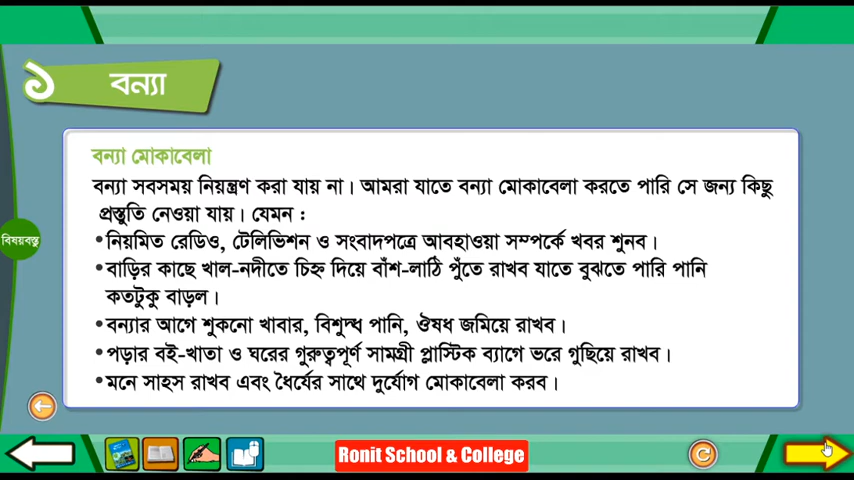 ১ বন্যা
বন্যা মোকাবেলা
বন্যা সবসময় নিয়ন্ত্রণ করা যায় না। আমরা যাতে বন্যা মোকাবেলা করতে পারি সে জন্য কিছু
প্রস্তুতি নেওয়া যায়। যেমন :
•নিয়মিত রেডিও, টেলিভিশন ও সংবাদপত্রে আবহাওয়া সম্পর্কে খবর শুনব।
•বাড়ির কাছে খাল-নদীতে চিহ্ন দিয়ে বাঁশ-লাঠি পুঁতে রাখব যাতে বুঝতে পারি পানি
কতটুকু বাড়ল।
•বন্যার আগে শুকনো খাবার, বিশুদ্ধ পানি, ঔষধ জমিয়ে রাখব।
•পড়ার বই-খাতা ও ঘরের গুরুত্বপূর্ণ সামগ্রী প্লাস্টিক ব্যাগে ভরে গুছিয়ে রাখব।
•মনে সাহস রাখব এবং ধৈর্যের সাথে দুর্যোগ মোকাবেলা করব।
বিষয়বস্তু
Ronit School & College